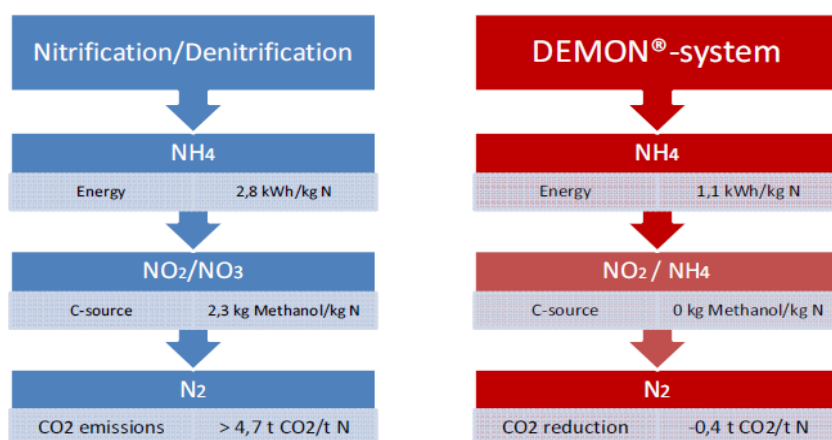 Nitrification/Denitrification
NH4
Energy 2,8 kWh/kg N
NO2/NO3
C-source 2,3 kg Methanol/kg N
N2
CO2 emissions > 4,7 t CO2/t N
DEMON®-system
NH4
Energy 1,1 kWh/kg N
NO2 / NH4
C-source 0 kg Methanol/kg N
N2
CO2 reduction -0,4 t CO2/t N